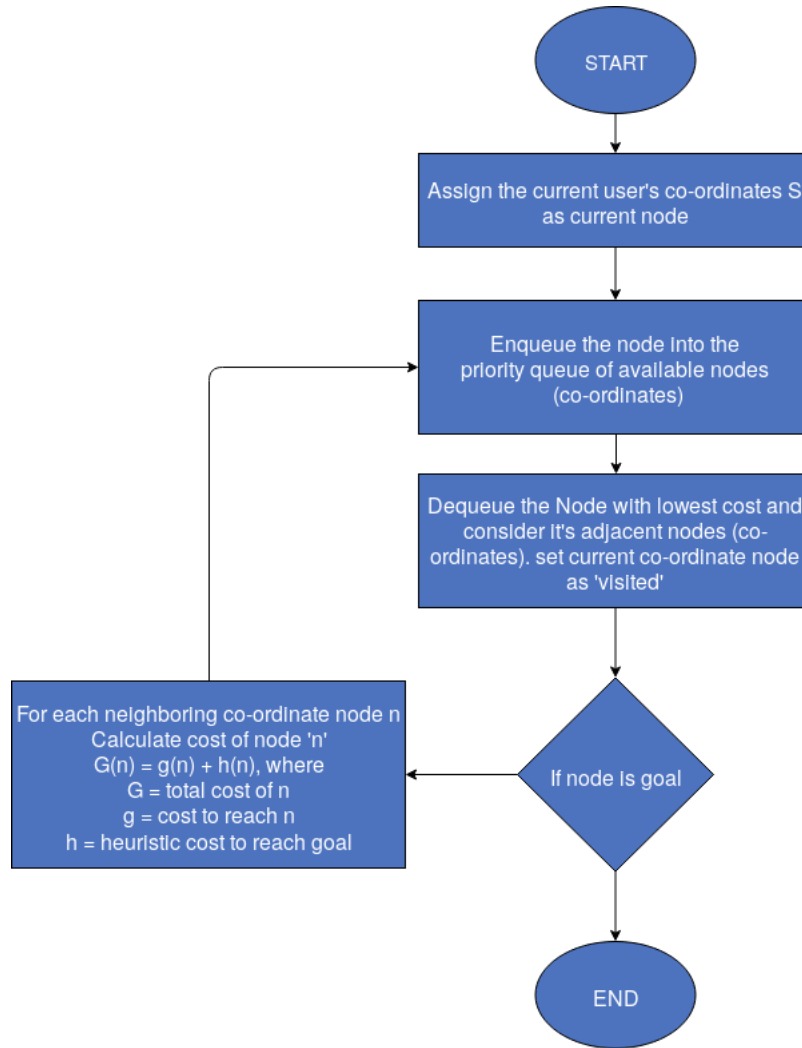 START
Assign the current user's co-ordinates S
as current node
Enqueue the node into the
priority queue of available nodes
(co-ordinates)
Dequeue the Node with lowest cost and
consider it's adjacent nodes (co-
ordinates). set current co-ordinate node
as 'visited'
If node is goal
For each neighboring co-ordinate node n
Calculate cost of node 'n'
G(n) = g(n) + h(n), where
G = total cost of n
g = cost to reach n
h = heuristic cost to reach goal
END